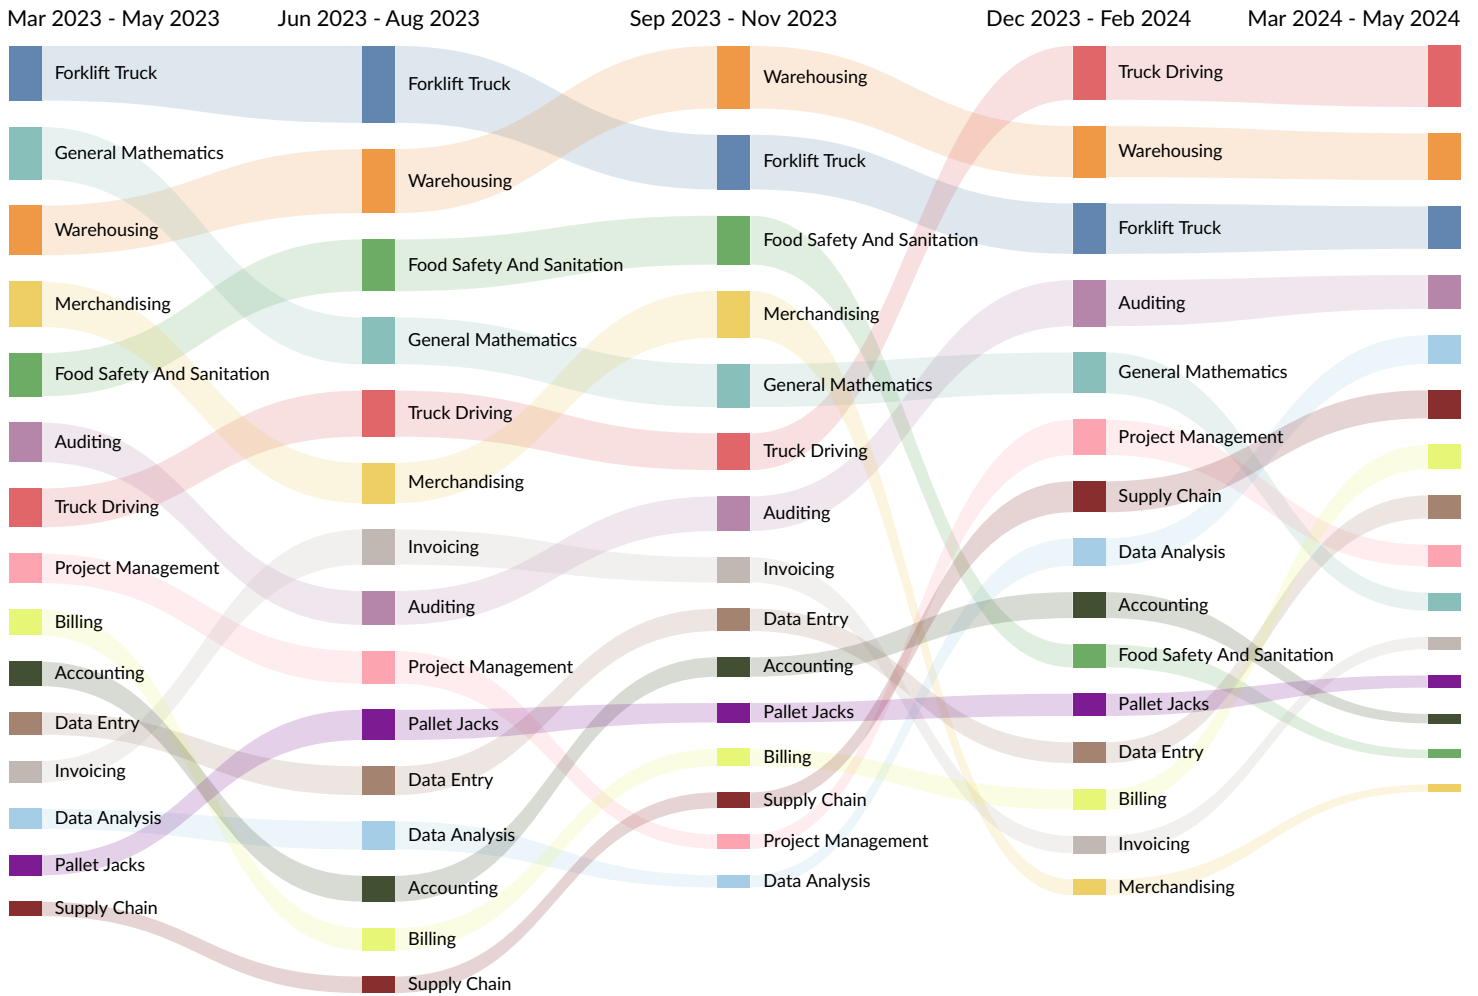 Mar 2023 - May 2023
Jun 2023 - Aug 2023
Sep 2023 - Nov 2023
Dec 2023 - Feb 2024
Mar 2024 - May 2024
Forklift Truck
General Mathematics
Warehousing
Merchandising
Food Safety And Sanitation
Auditing
Truck Driving
Project Management
Billing
Accounting
Data Entry
Invoicing
Data Analysis
Pallet Jacks
Supply Chain
Forklift Truck
Warehousing
Food Safety And Sanitation
General Mathematics
Truck Driving
Merchandising
Invoicing
Auditing
Project Management
Pallet Jacks
Data Entry
Data Analysis
Accounting
Billing
Supply Chain
Warehousing
Forklift Truck
Food Safety And Sanitation
Merchandising
General Mathematics
Truck Driving
Auditing
Invoicing
Data Entry
Accounting
Pallet Jacks
Billing
Supply Chain
Project Management
Data Analysis
Truck Driving
Warehousing
Forklift Truck
Auditing
General Mathematics
Project Management
Supply Chain
Data Analysis
Accounting
Food Safety And Sanitation
Pallet Jacks
Data Entry
Billing
Invoicing
Merchandising